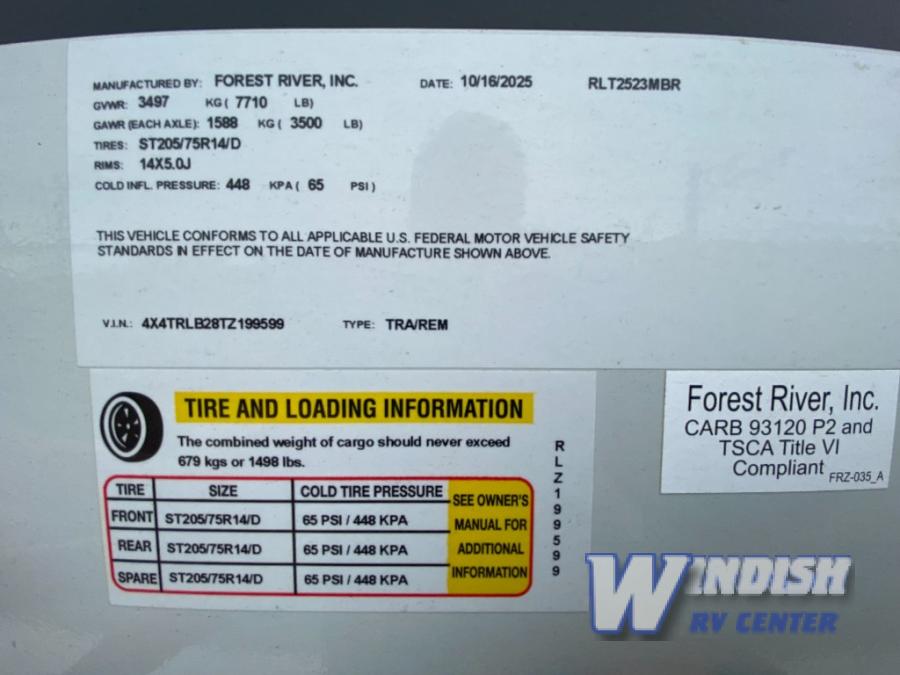 MANUFACTURED BY: FOREST RIVER, INC. DATE: 10/16/2025 RLT2523MBR
GVWR: 3497 KG ( 7710 LB)
GAWR (EACH AXLE): 1588 KG ( 3500 LB)
TIRES: ST205/75R14/D
RIMS: 14X5.0J
COLD INFL. PRESSURE: 448 KPA ( 65 PSI )
THIS VEHICLE CONFORMS TO ALL APPLICABLE U.S. FEDERAL MOTOR VEHICLE SAFETY
STANDARDS IN EFFECT ON THE DATE OF MANUFACTURE SHOWN ABOVE.
V.I.N.: 4X4TRLB28TZ199599 TYPE: TRA/REM
TIRE AND LOADING INFORMATION
The combined weight of cargo should never exceed
679 kgs or 1498 lbs.
TIRE SIZE COLD TIRE PRESSURE SEE OWNER'S
FRONT ST205/75R14/D 65 PSI / 448 KPA MANUAL FOR
REAR ST205/75R14/D 65 PSI / 448 KPA ADDITIONAL
SPARE ST205/75R14/D 65 PSI / 448 KPA INFORMATION
RLZ199599
Forest River, Inc.
CARB 93120 P2 and
TSCA Title VI
Compliant
FRZ-035_A
WINDISH
RV CENTER